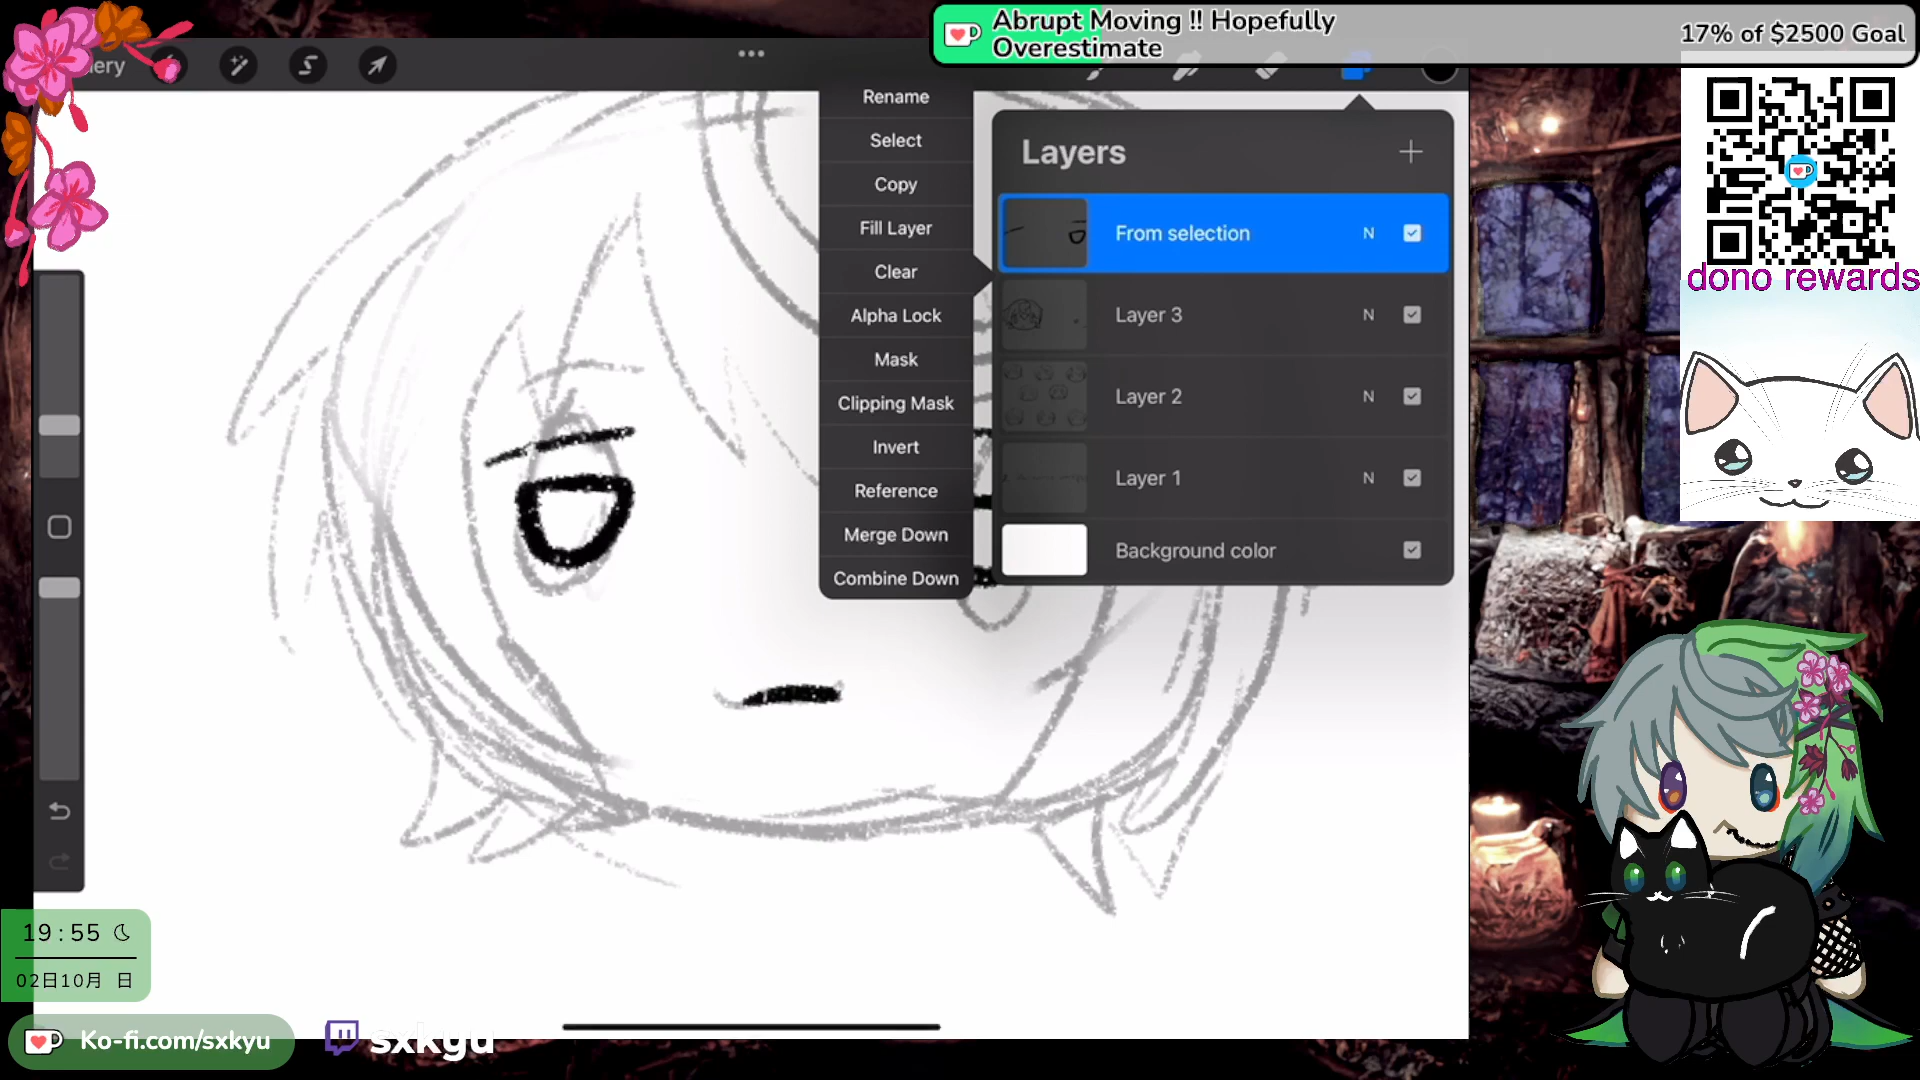 Abrupt Moving !! Hopefully
Overestimate
17% of $2500 Goal
lery
Rename
Select
Copy
Fill Layer
Clear
Alpha Lock
Mask
Clipping Mask
Invert
Reference
Merge Down
Combine Down
Layers
From selection N
Layer 3 N
Layer 2 N
Layer 1 N
Background color
dono rewards
19:55
02日10月 日
Ko-fi.com/sxkyu
sxkyu